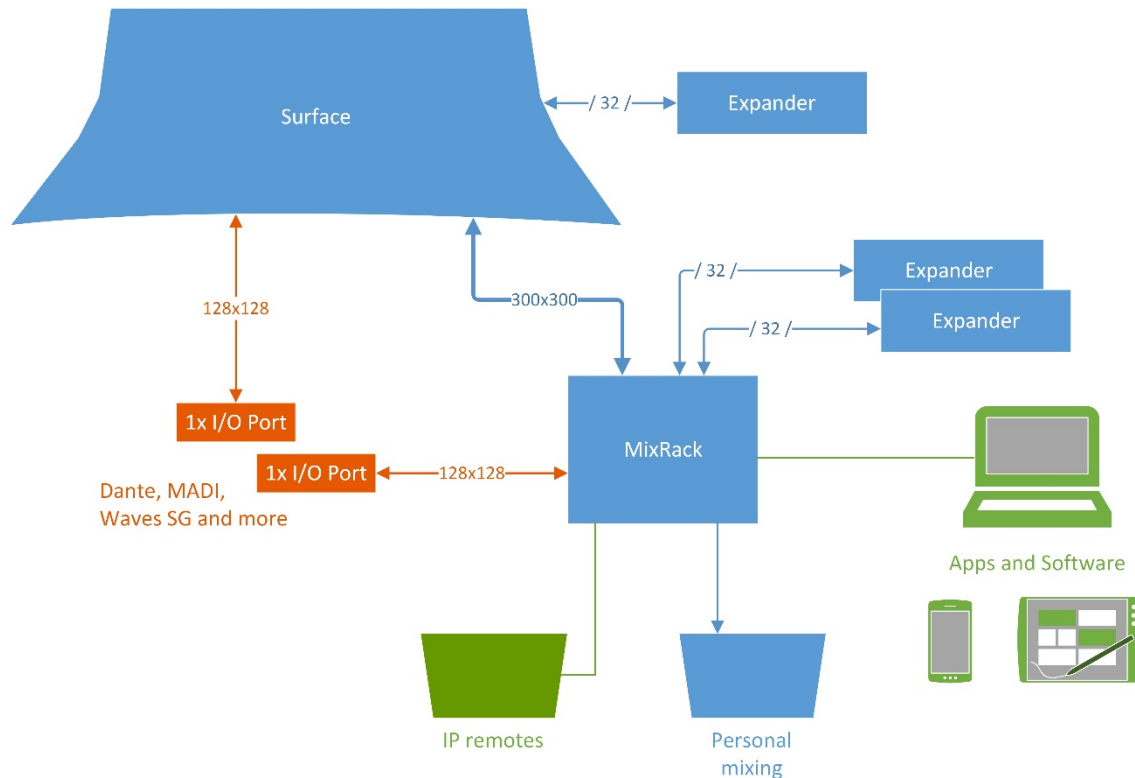 Surface
/ 32 /
Expander
/ 32 /
Expander
128x128
300x300
/ 32 /
Expander
1x I/O Port
MixRack
1x I/O Port
128x128
Dante, MADI,
Waves SG and more
Apps and Software
IP remotes
Personal
mixing